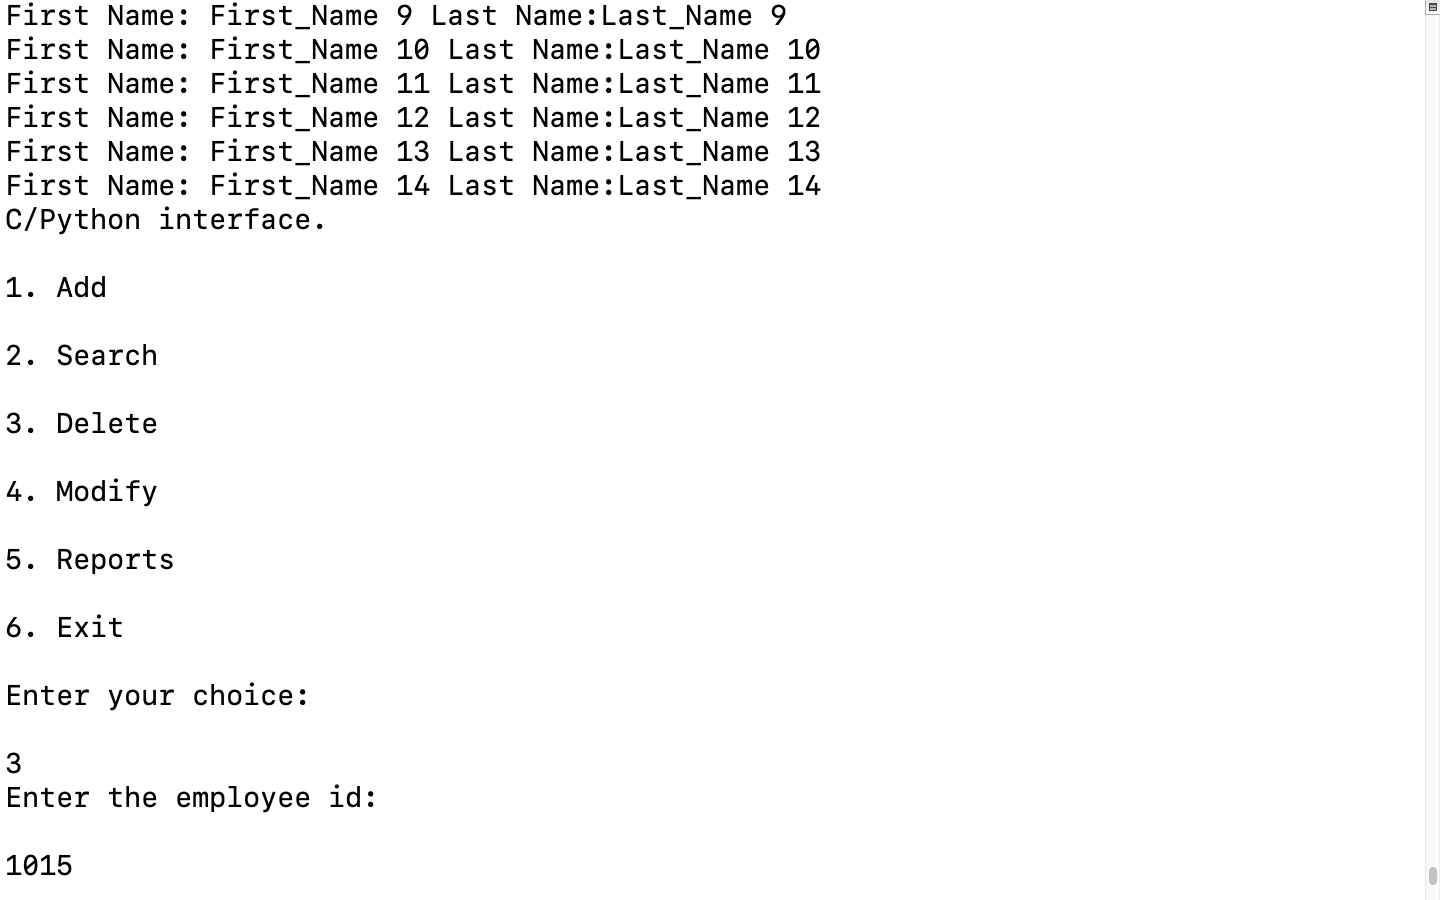 First Name: First_Name 9 Last Name:Last_Name 9
First Name: First_Name 10 Last Name:Last_Name 10
First Name: First_Name 11 Last Name:Last_Name 11
First Name: First_Name 12 Last Name:Last_Name 12
First Name: First_Name 13 Last Name:Last_Name 13
First Name: First_Name 14 Last Name:Last_Name 14
C/Python interface.
1. Add
2. Search
3. Delete
4. Modify
5. Reports
6. Exit
Enter your choice:
3
Enter the employee id:
1015